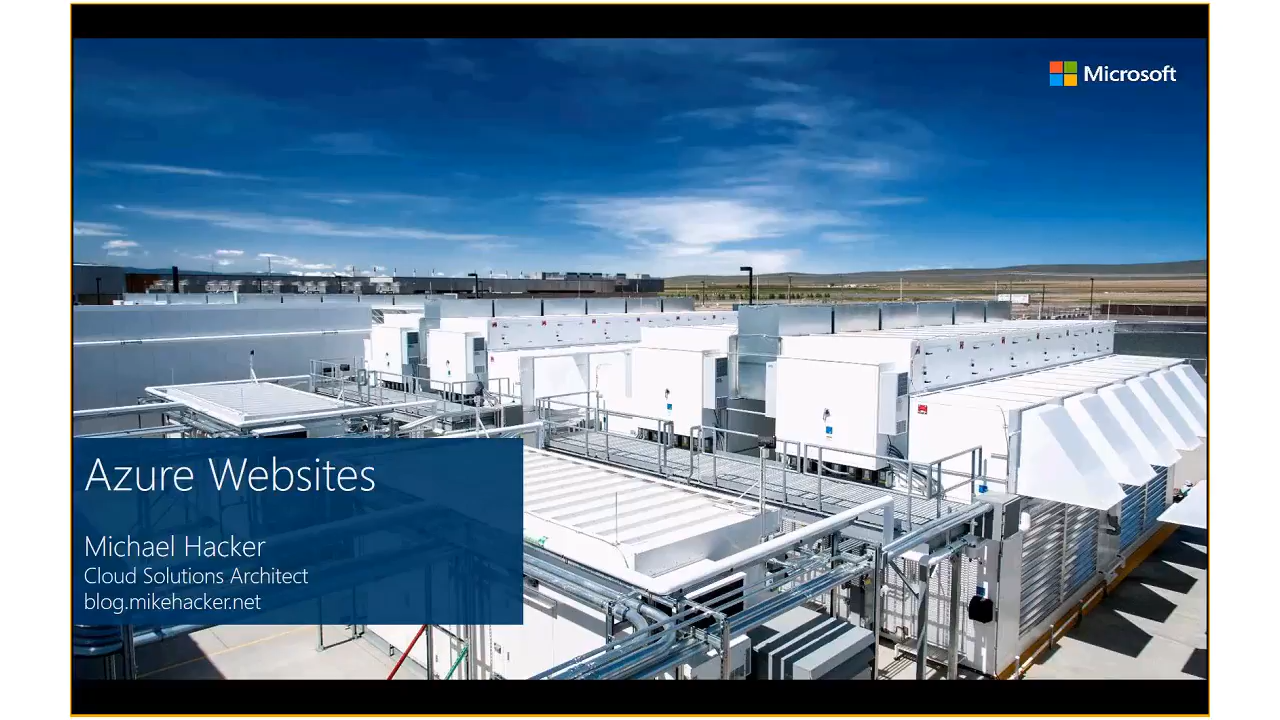 Microsoft
Azure Websites
Michael Hacker
Cloud Solutions Architect
blog.mikehacker.net